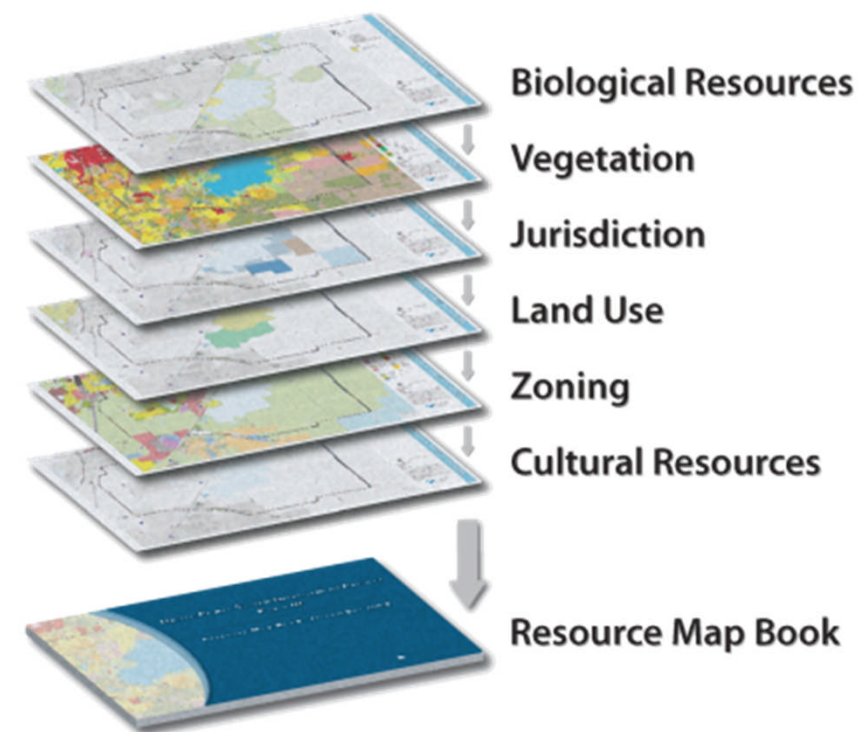 Biological Resources
Vegetation
Jurisdiction
Land Use
Zoning
Cultural Resources
Resource Map Book